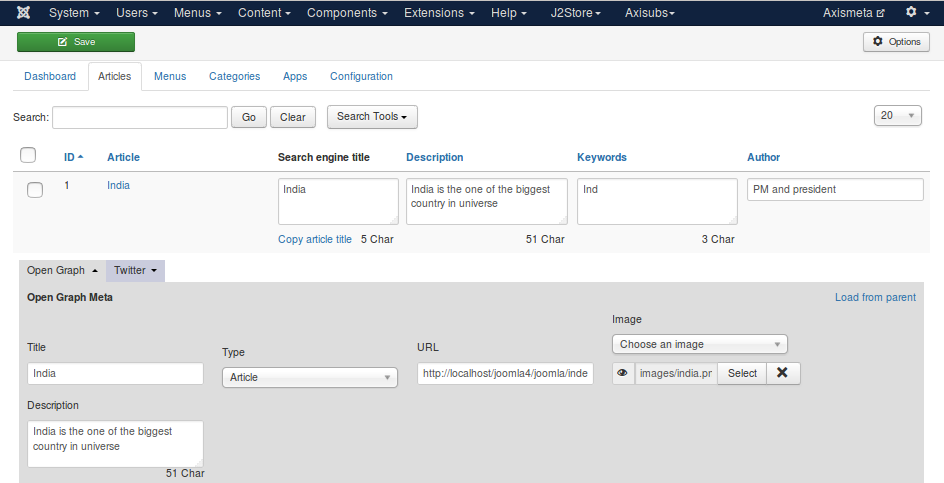 System Users Menus Content Components Extensions Help J2Store Axisubs Axismeta
Save Options
Dashboard Articles Menus Categories Apps Configuration
Search: Go Clear Search Tools 20
ID Article Search engine title Description Keywords Author
1 India India India is the one of the biggest Ind PM and president
country in universe
Copy article title 5 Char 51 Char 3 Char
Open Graph Twitter
Open Graph Meta Load from parent
Image
Title Type URL Choose an image
India Article http://localhost/joomla4/joomla/inde images/india.pr Select
Description
India is the one of the biggest
country in universe
51 Char